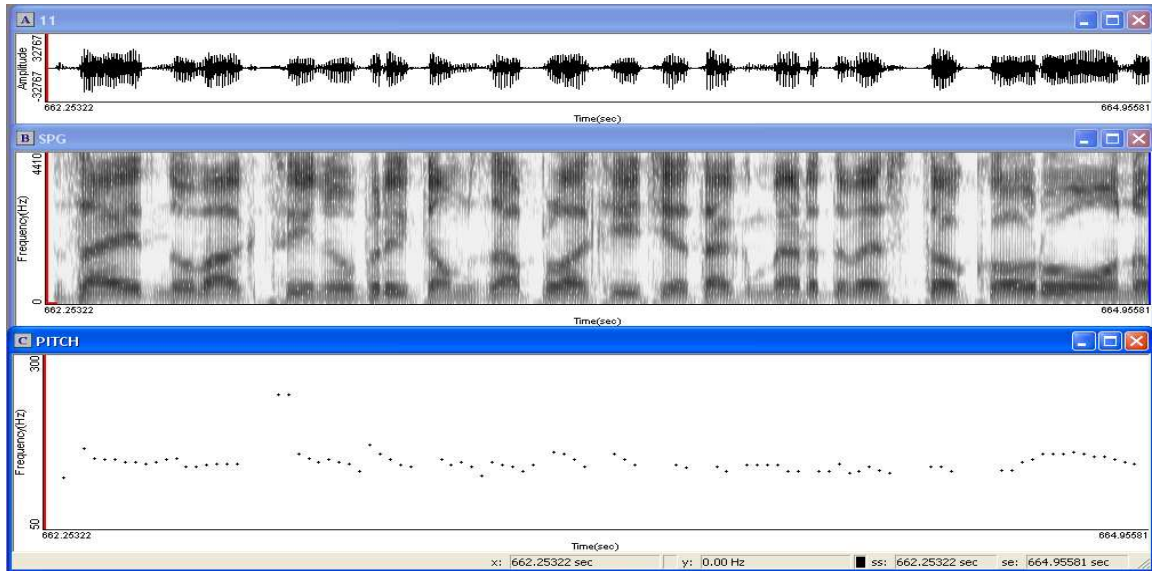 A 11
Amplitude
-32767 32767
662.25322 664.95581
Time(sec)
B SPG
Frequency(Hz)
0 4410
662.25322 664.95581
Time(sec)
C PITCH
Frequency(Hz)
50 300
662.25322 664.95581
Time(sec)
x: 662.25322 sec y: 0.00 Hz ss: 662.25322 sec se: 664.95581 sec